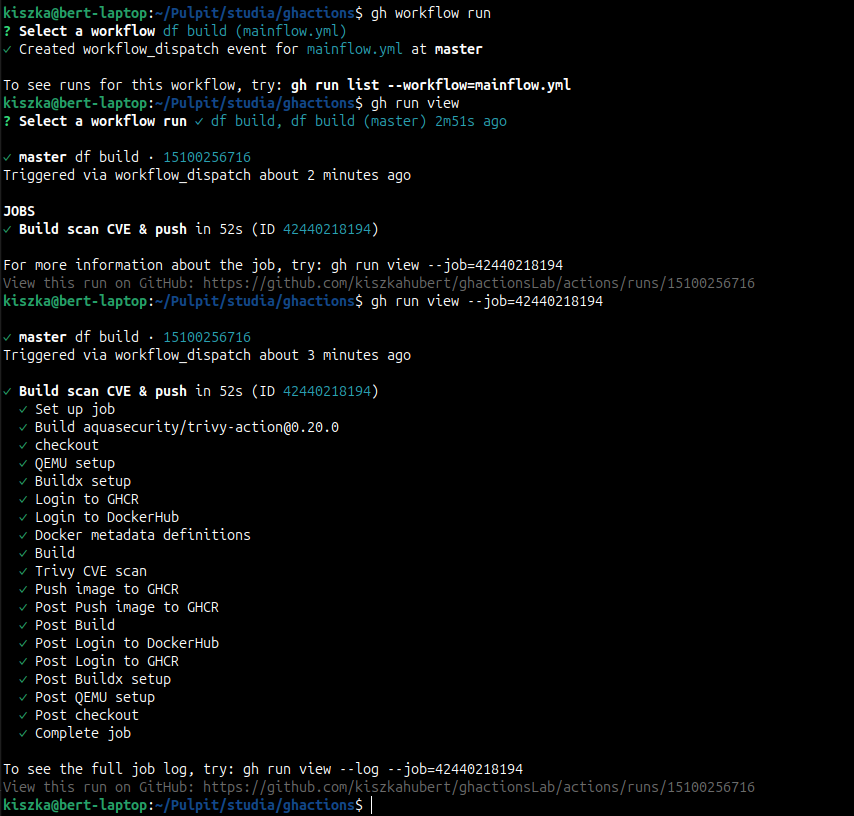 kiszka@bert-laptop:~/Pulpit/studia/ghactions$ gh workflow run
? Select a workflow df build (mainflow.yml)
✓ Created workflow_dispatch event for mainflow.yml at master
To see runs for this workflow, try: gh run list --workflow=mainflow.yml
kiszka@bert-laptop:~/Pulpit/studia/ghactions$ gh run view
? Select a workflow run ✓ df build, df build (master) 2m51s ago
✓ master df build · 15100256716
Triggered via workflow_dispatch about 2 minutes ago
JOBS
✓ Build scan CVE & push in 52s (ID 42440218194)
For more information about the job, try: gh run view --job=42440218194
View this run on GitHub: https://github.com/kiszkahubert/ghactionsLab/actions/runs/15100256716
kiszka@bert-laptop:~/Pulpit/studia/ghactions$ gh run view --job=42440218194
✓ master df build · 15100256716
Triggered via workflow_dispatch about 3 minutes ago
✓ Build scan CVE & push in 52s (ID 42440218194)
✓ Set up job
✓ Build aquasecurity/trivy-action@0.20.0
✓ checkout
✓ QEMU setup
✓ Buildx setup
✓ Login to GHCR
✓ Login to DockerHub
✓ Docker metadata definitions
✓ Build
✓ Trivy CVE scan
✓ Push image to GHCR
✓ Post Push image to GHCR
✓ Post Build
✓ Post Login to DockerHub
✓ Post Login to GHCR
✓ Post Buildx setup
✓ Post QEMU setup
✓ Post checkout
✓ Complete job
To see the full job log, try: gh run view --log --job=42440218194
View this run on GitHub: https://github.com/kiszkahubert/ghactionsLab/actions/runs/15100256716
kiszka@bert-laptop:~/Pulpit/studia/ghactions$